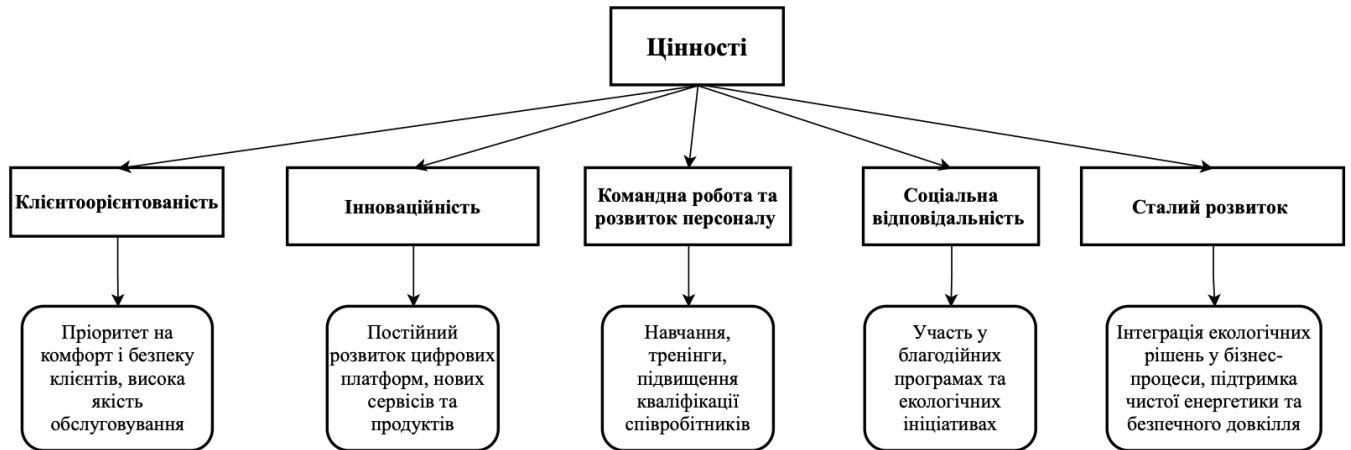 Цінності
Клієнтоорієнтованість
Інноваційність
Командна робота та
розвиток персоналу
Соціальна
відповідальність
Сталий розвиток
Пріоритет на
комфорт і безпеку
клієнтів, висока
якість
обслуговування
Постійний
розвиток цифрових
платформ, нових
сервісів та
продуктів
Навчання,
тренінги,
підвищення
кваліфікації
співробітників
Участь у
благодійних
програмах та
екологічних
ініціативах
Інтеграція екологічних
рішень у бізнес-
процеси, підтримка
чистої енергетики та
безпечного довкілля